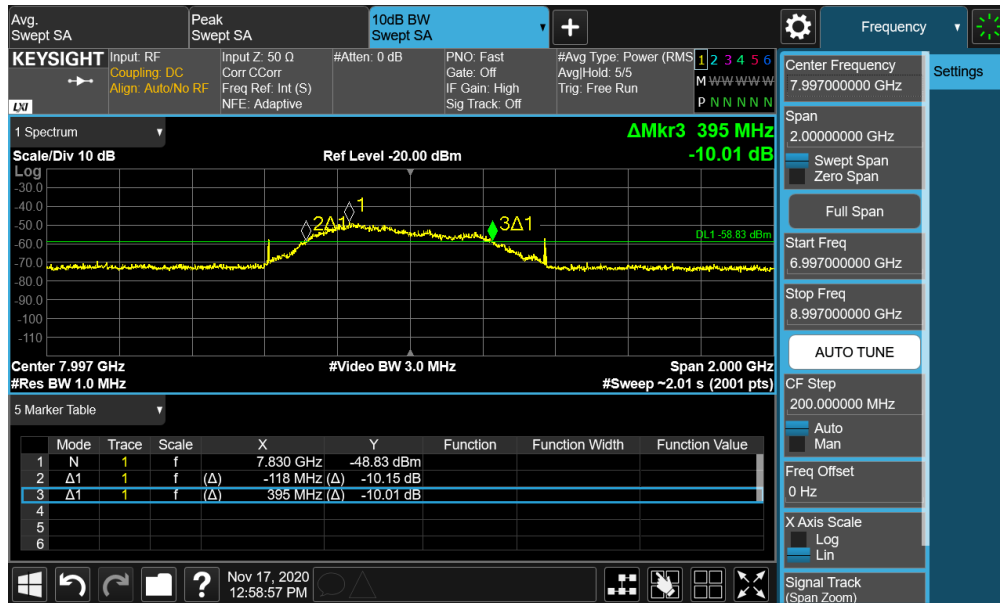 Avg.
Swept SA
Peak
Swept SA
10dB BW
Swept SA
Frequency
KEYSIGHT
LXI
Input: RF
Coupling: DC
Align: Auto/No RF
Input Z: 50 Ω
Corr CCorr
Freq Ref: Int (S)
NFE: Adaptive
#Atten: 0 dB
PNO: Fast
Gate: Off
IF Gain: High
Sig Track: Off
#Avg Type: Power (RMS
Avg|Hold: 5/5
Trig: Free Run
1 2 3 4 5 6
M W W W W W
P N N N N N
1 Spectrum
Scale/Div 10 dB
Ref Level -20.00 dBm
ΔMkr3 395 MHz
-10.01 dB
Log
-30.0
-40.0
-50.0
-60.0
-70.0
-80.0
-90.0
-100
-110
2Δ1
1
3Δ1
DL1 -58.83 dBm
Center 7.997 GHz
#Video BW 3.0 MHz
Span 2.000 GHz
#Res BW 1.0 MHz
#Sweep ~2.01 s (2001 pts)
5 Marker Table
Mode Trace Scale X Y Function Function Width Function Value
1 N 1 f 7.830 GHz -48.83 dBm
2 Δ1 1 f (Δ) -118 MHz (Δ) -10.15 dB
3 Δ1 1 f (Δ) 395 MHz (Δ) -10.01 dB
4
5
6
Nov 17, 2020
12:58:57 PM
Center Frequency
7.997000000 GHz
Settings
Span
2.00000000 GHz
Swept Span
Zero Span
Full Span
Start Freq
6.997000000 GHz
Stop Freq
8.997000000 GHz
AUTO TUNE
CF Step
200.000000 MHz
Auto
Man
Freq Offset
0 Hz
X Axis Scale
Log
Lin
Signal Track
(Span Zoom)